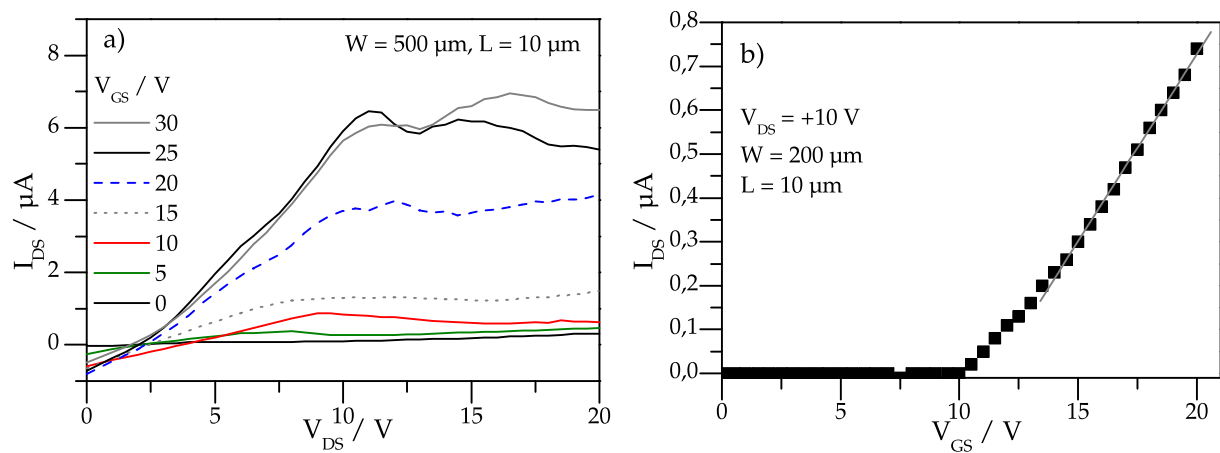 a)
W = 500 µm, L = 10 µm
V_GS / V
30
25
20
15
10
5
0
8
6
4
2
0
I_DS / µA
0
5
10
15
20
V_DS / V
b)
V_DS = +10 V
W = 200 µm
L = 10 µm
0,8
0,7
0,6
0,5
0,4
0,3
0,2
0,1
0,0
I_DS / µA
0
5
10
15
20
V_GS / V